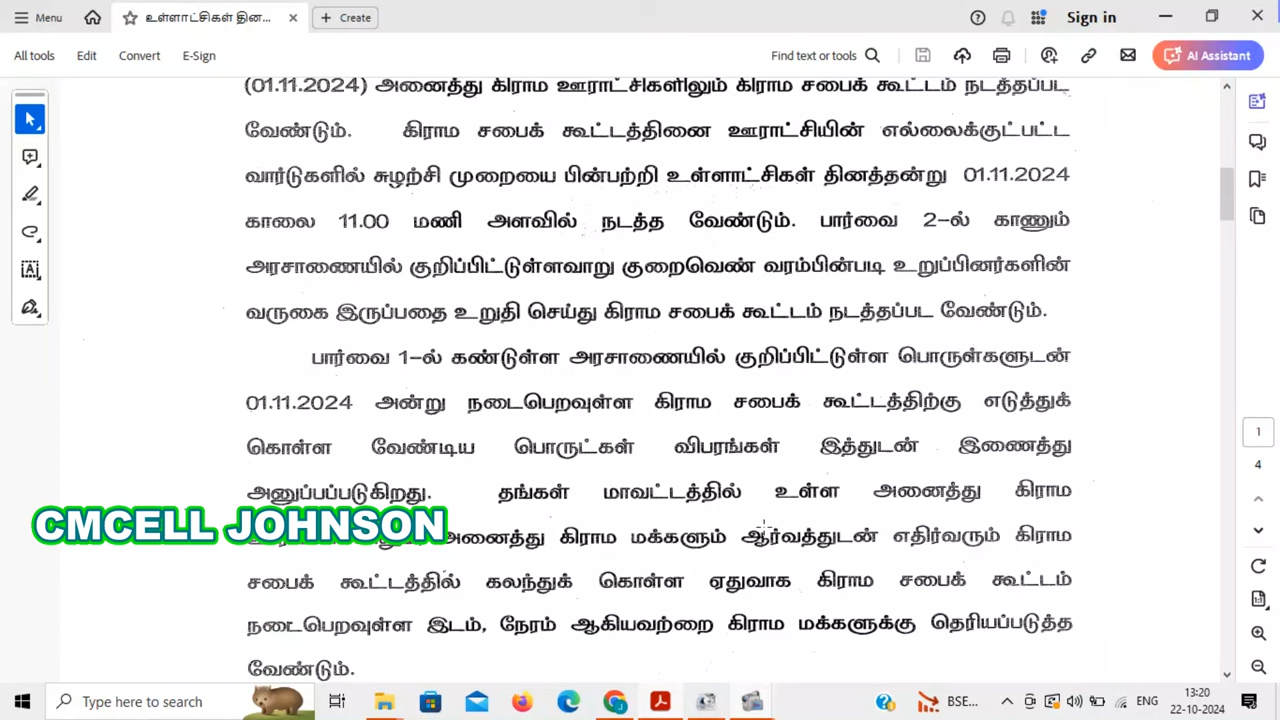 Menu
உள்ளாட்சிகள் தின...
Create
Sign in
All tools Edit Convert E-Sign
Find text or tools
AI Assistant
(01.11.2024) அனைத்து கிராம ஊராட்சிகளிலும் கிராம சபைக் கூட்டம் நடத்தப்பட
வேண்டும். கிராம சபைக் கூட்டத்தினை ஊராட்சியின் எல்லைக்குட்பட்ட
வார்டுகளில் சுழற்சி முறையை பின்பற்றி உள்ளாட்சிகள் தினத்தன்று 01.11.2024
காலை 11.00 மணி அளவில் நடத்த வேண்டும். பார்வை 2-ல் காணும்
அரசாணையில் குறிப்பிட்டுள்ளவாறு குறைவெண் வரம்பின்படி உறுப்பினர்களின்
வருகை இருப்பதை உறுதி செய்து கிராம சபைக் கூட்டம் நடத்தப்பட வேண்டும்.
பார்வை 1-ல் கண்டுள்ள அரசாணையில் குறிப்பிட்டுள்ள பொருள்களுடன்
01.11.2024 அன்று நடைபெறவுள்ள கிராம சபைக் கூட்டத்திற்கு எடுத்துக்
கொள்ள வேண்டிய பொருட்கள் விபரங்கள் இத்துடன் இணைத்து
அனுப்பப்படுகிறது. தங்கள் மாவட்டத்தில் உள்ள அனைத்து கிராம
CMCELL JOHNSON
அனைத்து கிராம மக்களும் ஆர்வத்துடன் எதிர்வரும் கிராம
சபைக் கூட்டத்தில் கலந்துக் கொள்ள ஏதுவாக கிராம சபைக் கூட்டம்
நடைபெறவுள்ள இடம், நேரம் ஆகியவற்றை கிராம மக்களுக்கு தெரியப்படுத்த
வேண்டும்.
1
4
Type here to search
BSE...
ENG
13:20
22-10-2024